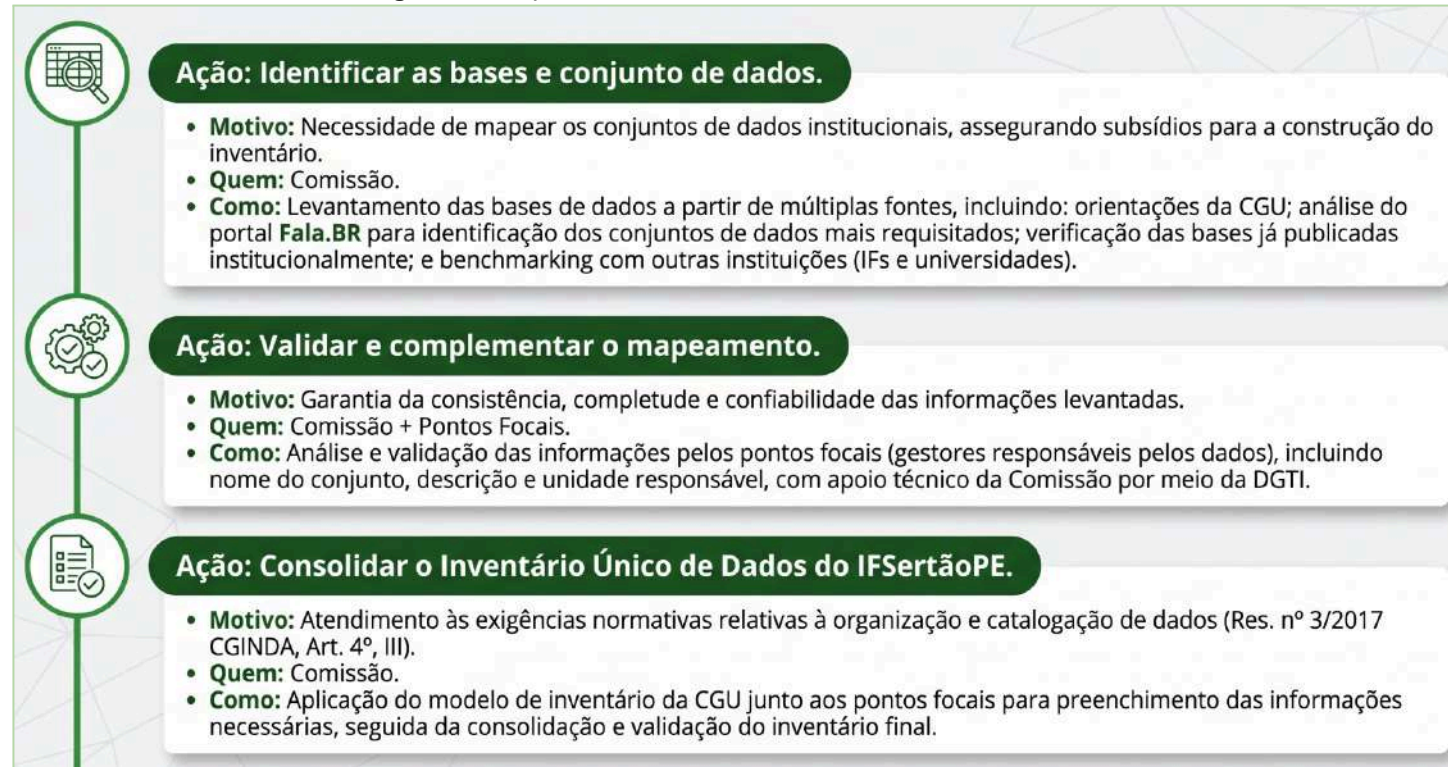 Ação: Identificar as bases e conjunto de dados.
• Motivo: Necessidade de mapear os conjuntos de dados institucionais, assegurando subsídios para a construção do
inventário.
• Quem: Comissão.
• Como: Levantamento das bases de dados a partir de múltiplas fontes, incluindo: orientações da CGU; análise do
portal Fala.BR para identificação dos conjuntos de dados mais requisitados; verificação das bases já publicadas
institucionalmente; e benchmarking com outras instituições (IFs e universidades).
Ação: Validar e complementar o mapeamento.
• Motivo: Garantia da consistência, completude e confiabilidade das informações levantadas.
• Quem: Comissão + Pontos Focais.
• Como: Análise e validação das informações pelos pontos focais (gestores responsáveis pelos dados), incluindo
nome do conjunto, descrição e unidade responsável, com apoio técnico da Comissão por meio da DGTI.
Ação: Consolidar o Inventário Único de Dados do IFSertãoPE.
• Motivo: Atendimento às exigências normativas relativas à organização e catalogação de dados (Res. nº 3/2017
CGINDA, Art. 4º, III).
• Quem: Comissão.
• Como: Aplicação do modelo de inventário da CGU junto aos pontos focais para preenchimento das informações
necessárias, seguida da consolidação e validação do inventário final.